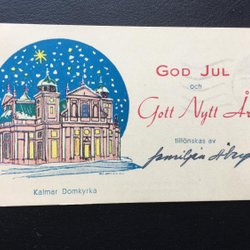 God Jul
och
Gott Nytt År
tillönskas av
familjen
Kalmar Domkyrka